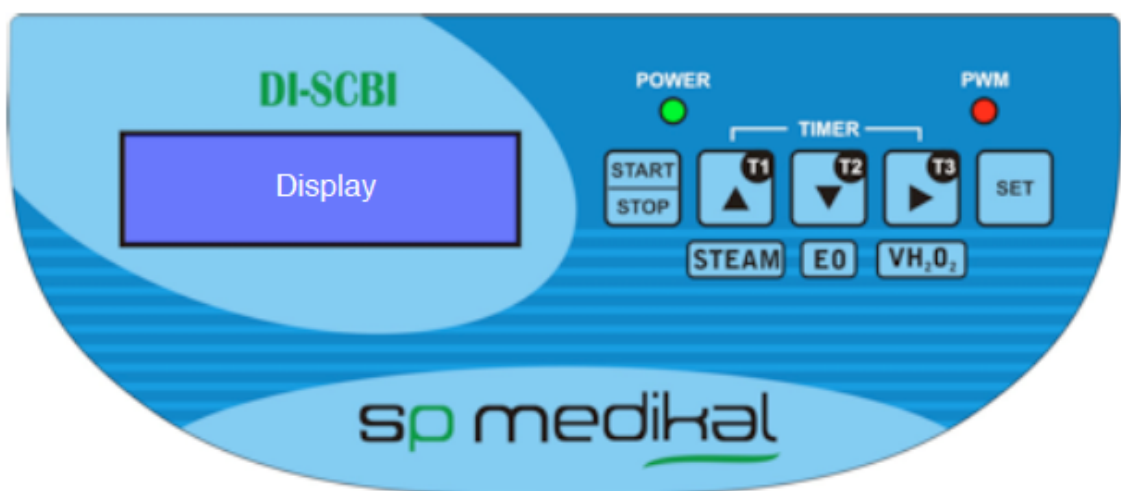 DI-SCBI
Display
POWER
PWM
TIMER
START
STOP
T1
T2
T3
SET
STEAM
EO
VH₂O₂
sp medikal